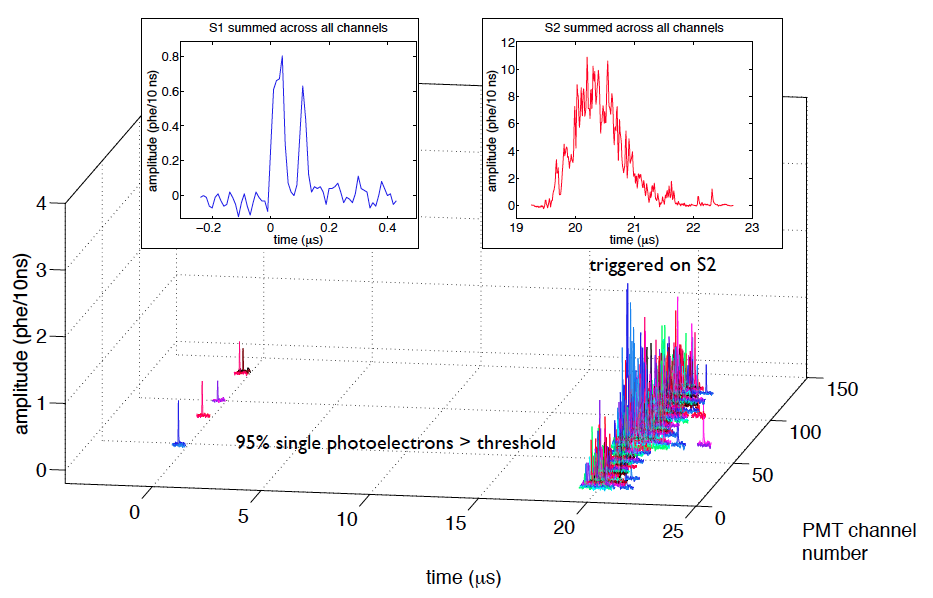 S1 summed across all channels
amplitude (phe/10 ns)
0.8
0.6
0.4
0.2
0
−0.2 0 0.2 0.4
time (μs)
S2 summed across all channels
amplitude (phe/10 ns)
12
10
8
6
4
2
0
19 20 21 22 23
time (μs)
triggered on S2
amplitude (phe/10ns)
4
3
2
1
0
95% single photoelectrons > threshold
0 5 10 15 20 25
time (μs)
150
100
50
0
PMT channel
number